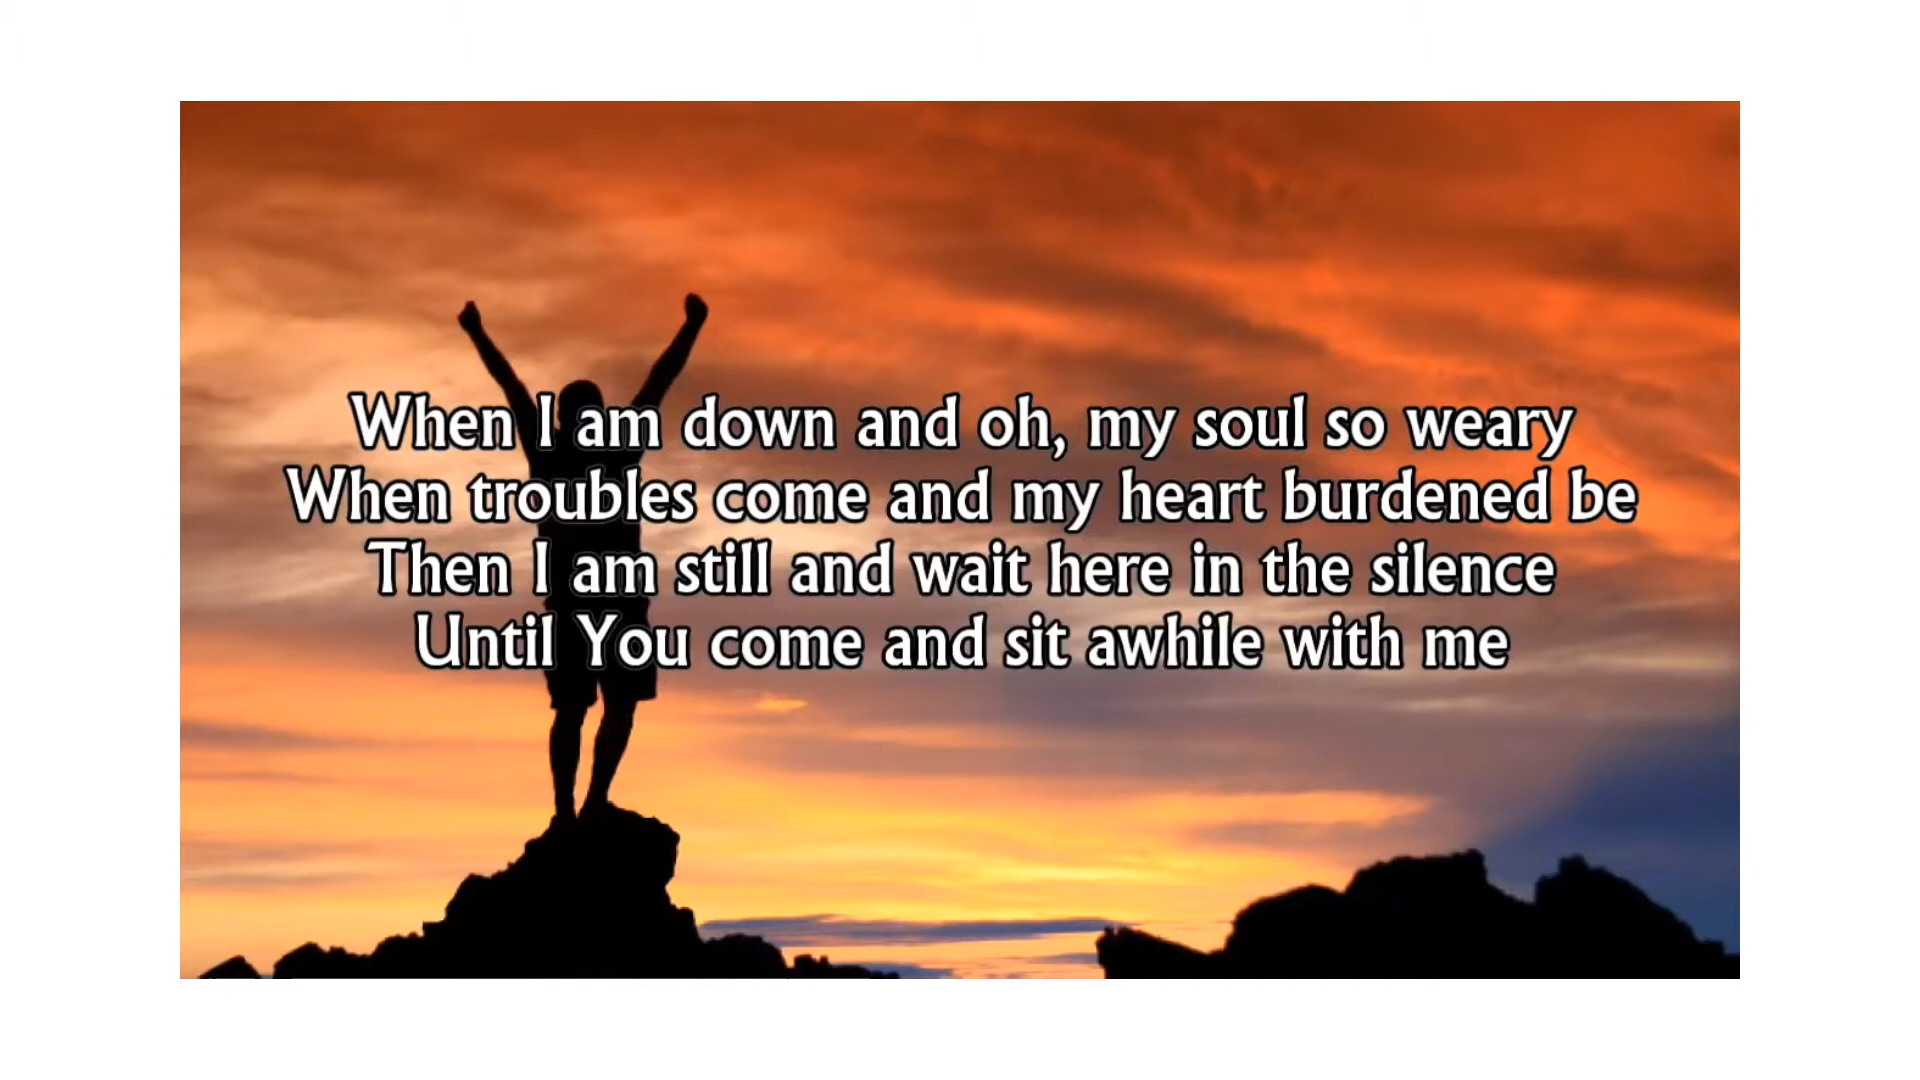 When I am down and oh, my soul so weary
When troubles come and my heart burdened be
Then I am still and wait here in the silence
Until You come and sit awhile with me